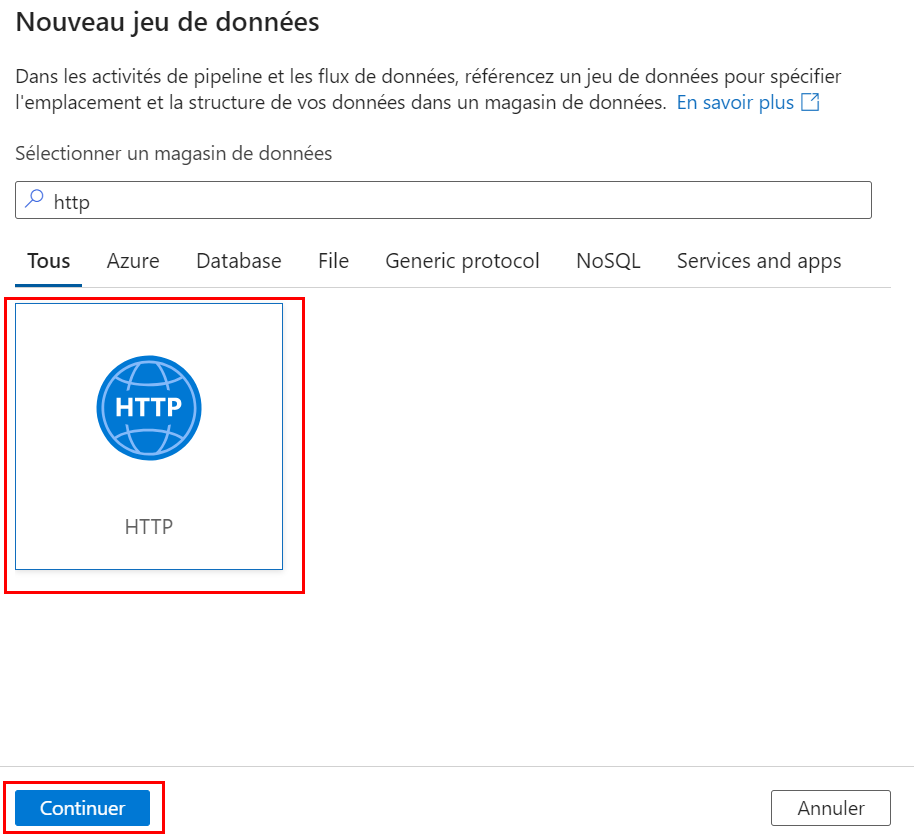 Nouveau jeu de données
Dans les activités de pipeline et les flux de données, référencez un jeu de données pour spécifier
l'emplacement et la structure de vos données dans un magasin de données. En savoir plus
Sélectionner un magasin de données
http
Tous Azure Database File Generic protocol NoSQL Services and apps
HTTP
HTTP
Continuer Annuler